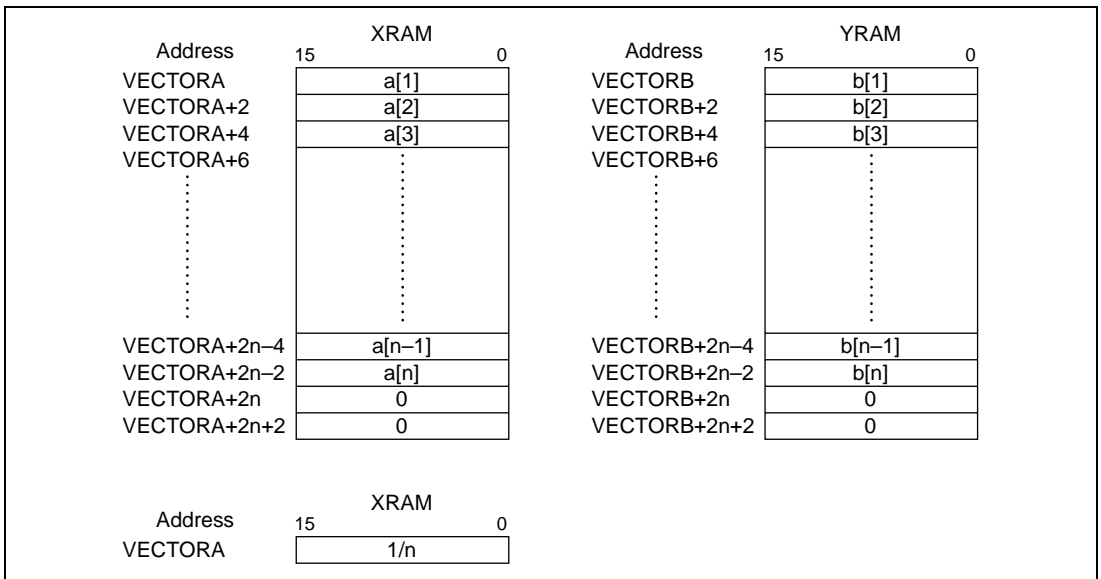 XRAM YRAM
Address 15 0 Address 15 0
VECTORA a[1] VECTORB b[1]
VECTORA+2 a[2] VECTORB+2 b[2]
VECTORA+4 a[3] VECTORB+4 b[3]
VECTORA+6 VECTORB+6
VECTORA+2n–4 a[n–1] VECTORB+2n–4 b[n–1]
VECTORA+2n–2 a[n] VECTORB+2n–2 b[n]
VECTORA+2n 0 VECTORB+2n 0
VECTORA+2n+2 0 VECTORB+2n+2 0
XRAM
Address 15 0
VECTORA 1/n